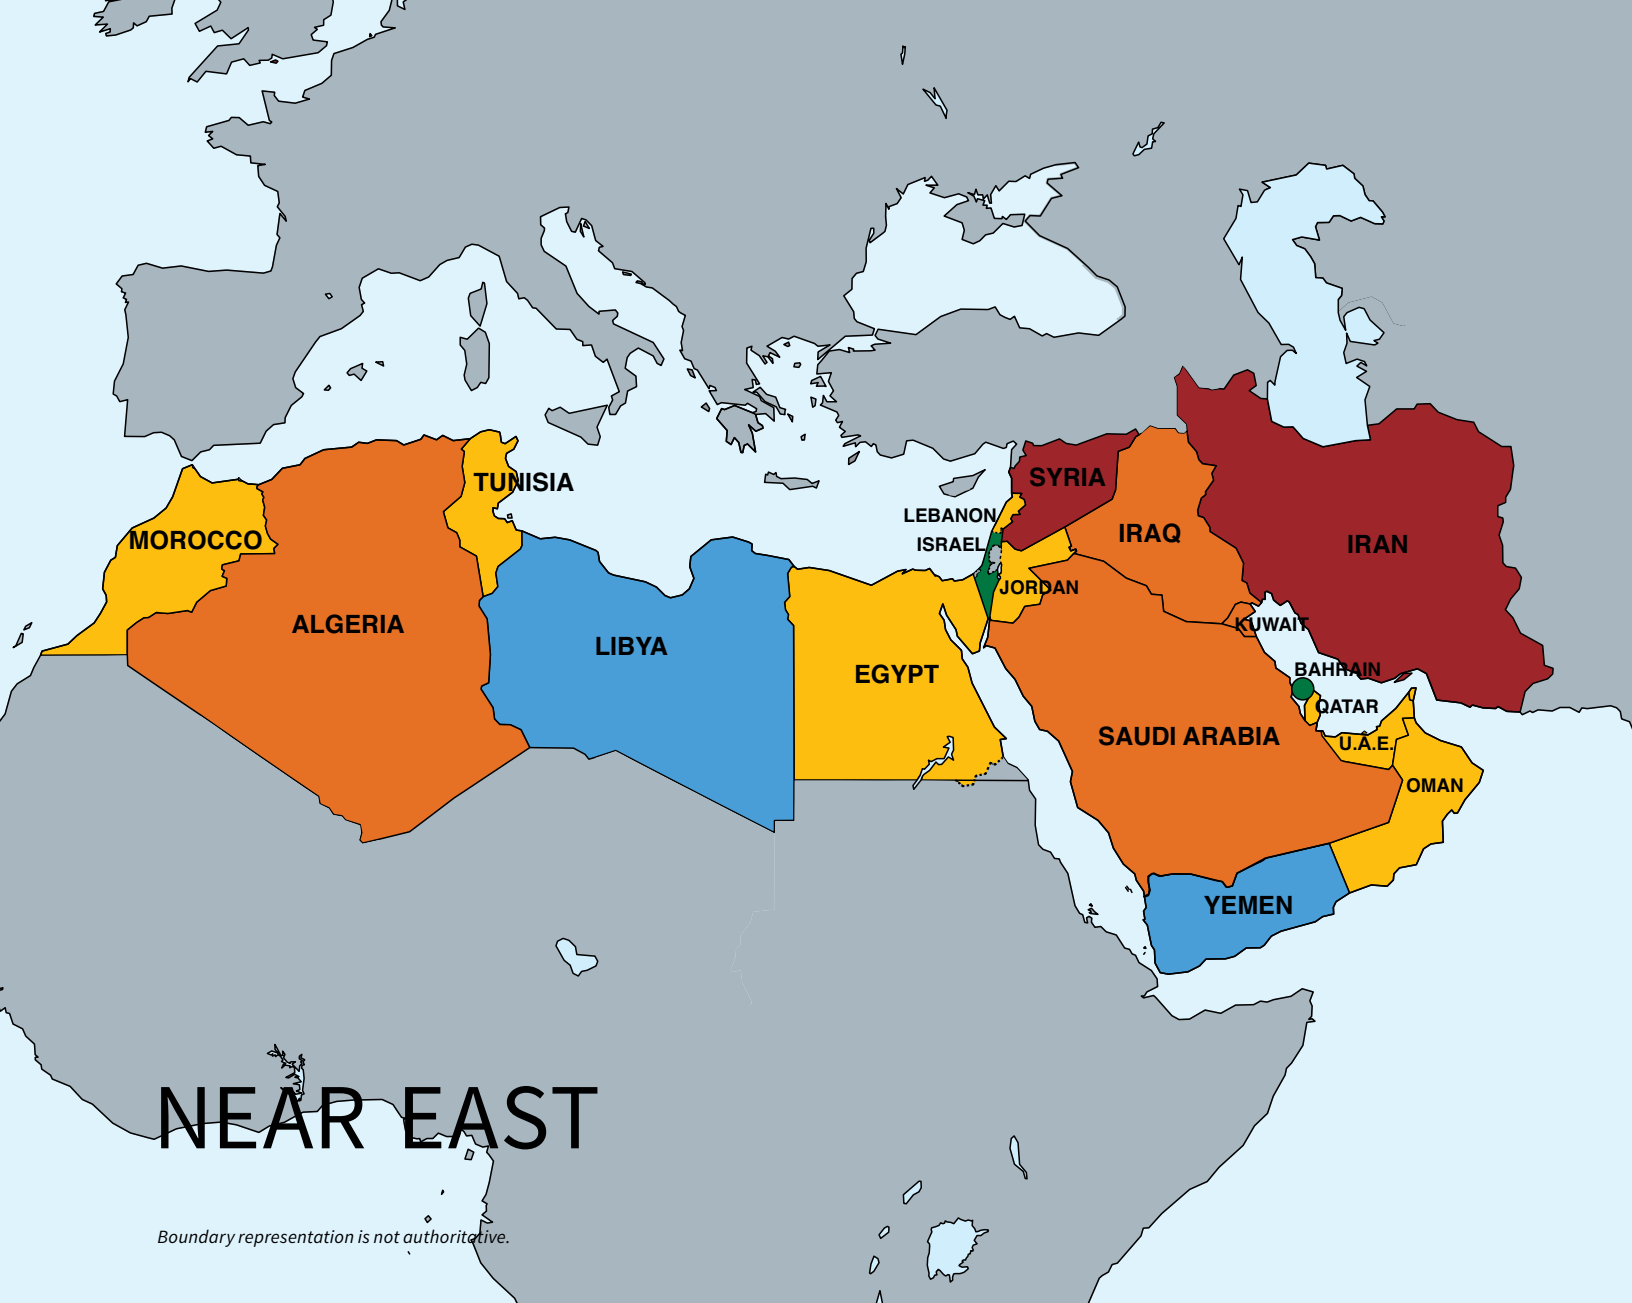 SYRIA
TUNISIA
LEBANON
IRAQ
MOROCCO
ISRAEL
IRAN
JORDAN
ALGERIA
KUWAIT
LIBYA
BAHRAIN
EGYPT
QATAR
SAUDI ARABIA
U.A.E.
OMAN
YEMEN
NEAR EAST
Boundary representation is not authoritative.